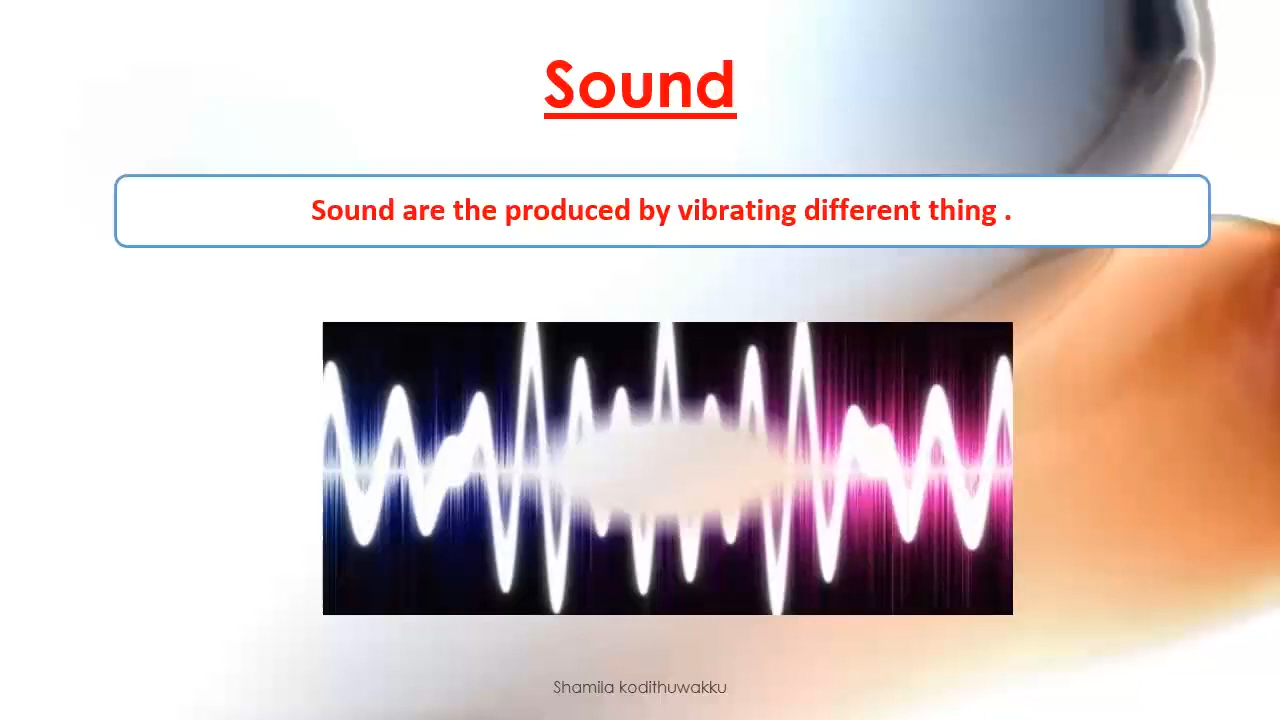 Sound
Sound are the produced by vibrating different thing .
Shamila kodithuwakku